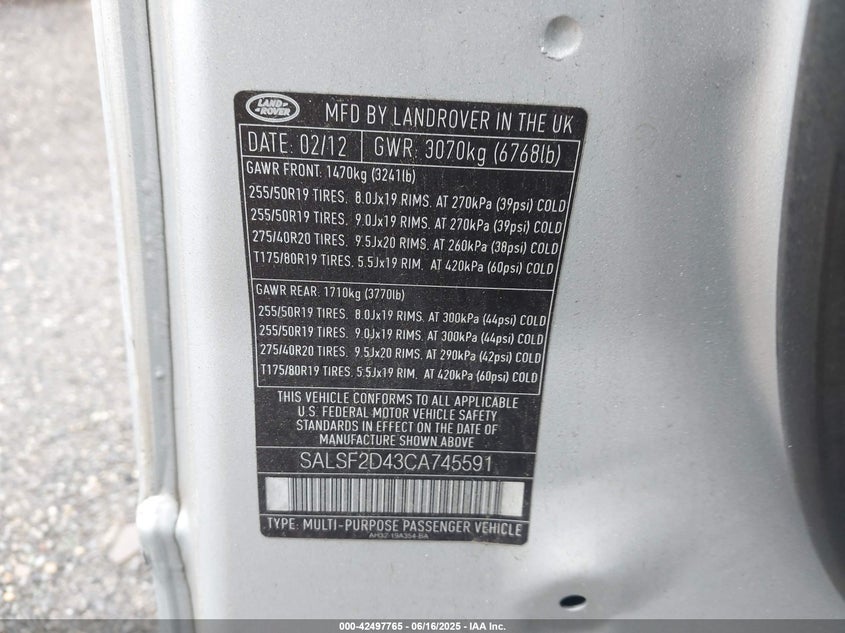 LAND ROVER
MFD BY LANDROVER IN THE UK
DATE: 02/12 GWR: 3070kg (6768lb)
GAWR FRONT: 1470kg (3241lb)
255/50R19 TIRES. 8.0Jx19 RIMS. AT 270kPa (39psi) COLD
255/50R19 TIRES. 9.0Jx19 RIMS. AT 270kPa (39psi) COLD
275/40R20 TIRES. 9.5Jx20 RIMS. AT 260kPa (38psi) COLD
T175/80R19 TIRES. 5.5Jx19 RIM. AT 420kPa (60psi) COLD
GAWR REAR: 1710kg (3770lb)
255/50R19 TIRES. 8.0Jx19 RIMS. AT 300kPa (44psi) COLD
255/50R19 TIRES. 9.0Jx19 RIMS. AT 300kPa (44psi) COLD
275/40R20 TIRES. 9.5Jx20 RIMS. AT 290kPa (42psi) COLD
T175/80R19 TIRES. 5.5Jx19 RIM. AT 420kPa (60psi) COLD
THIS VEHICLE CONFORMS TO ALL APPLICABLE
U.S. FEDERAL MOTOR VEHICLE SAFETY
STANDARDS IN EFFECT ON THE DATE OF
MANUFACTURE SHOWN ABOVE
SALSF2D43CA745591
TYPE: MULTI-PURPOSE PASSENGER VEHICLE
AH32-19A354-BA
000-42497765 - 06/16/2025 - IAA Inc.